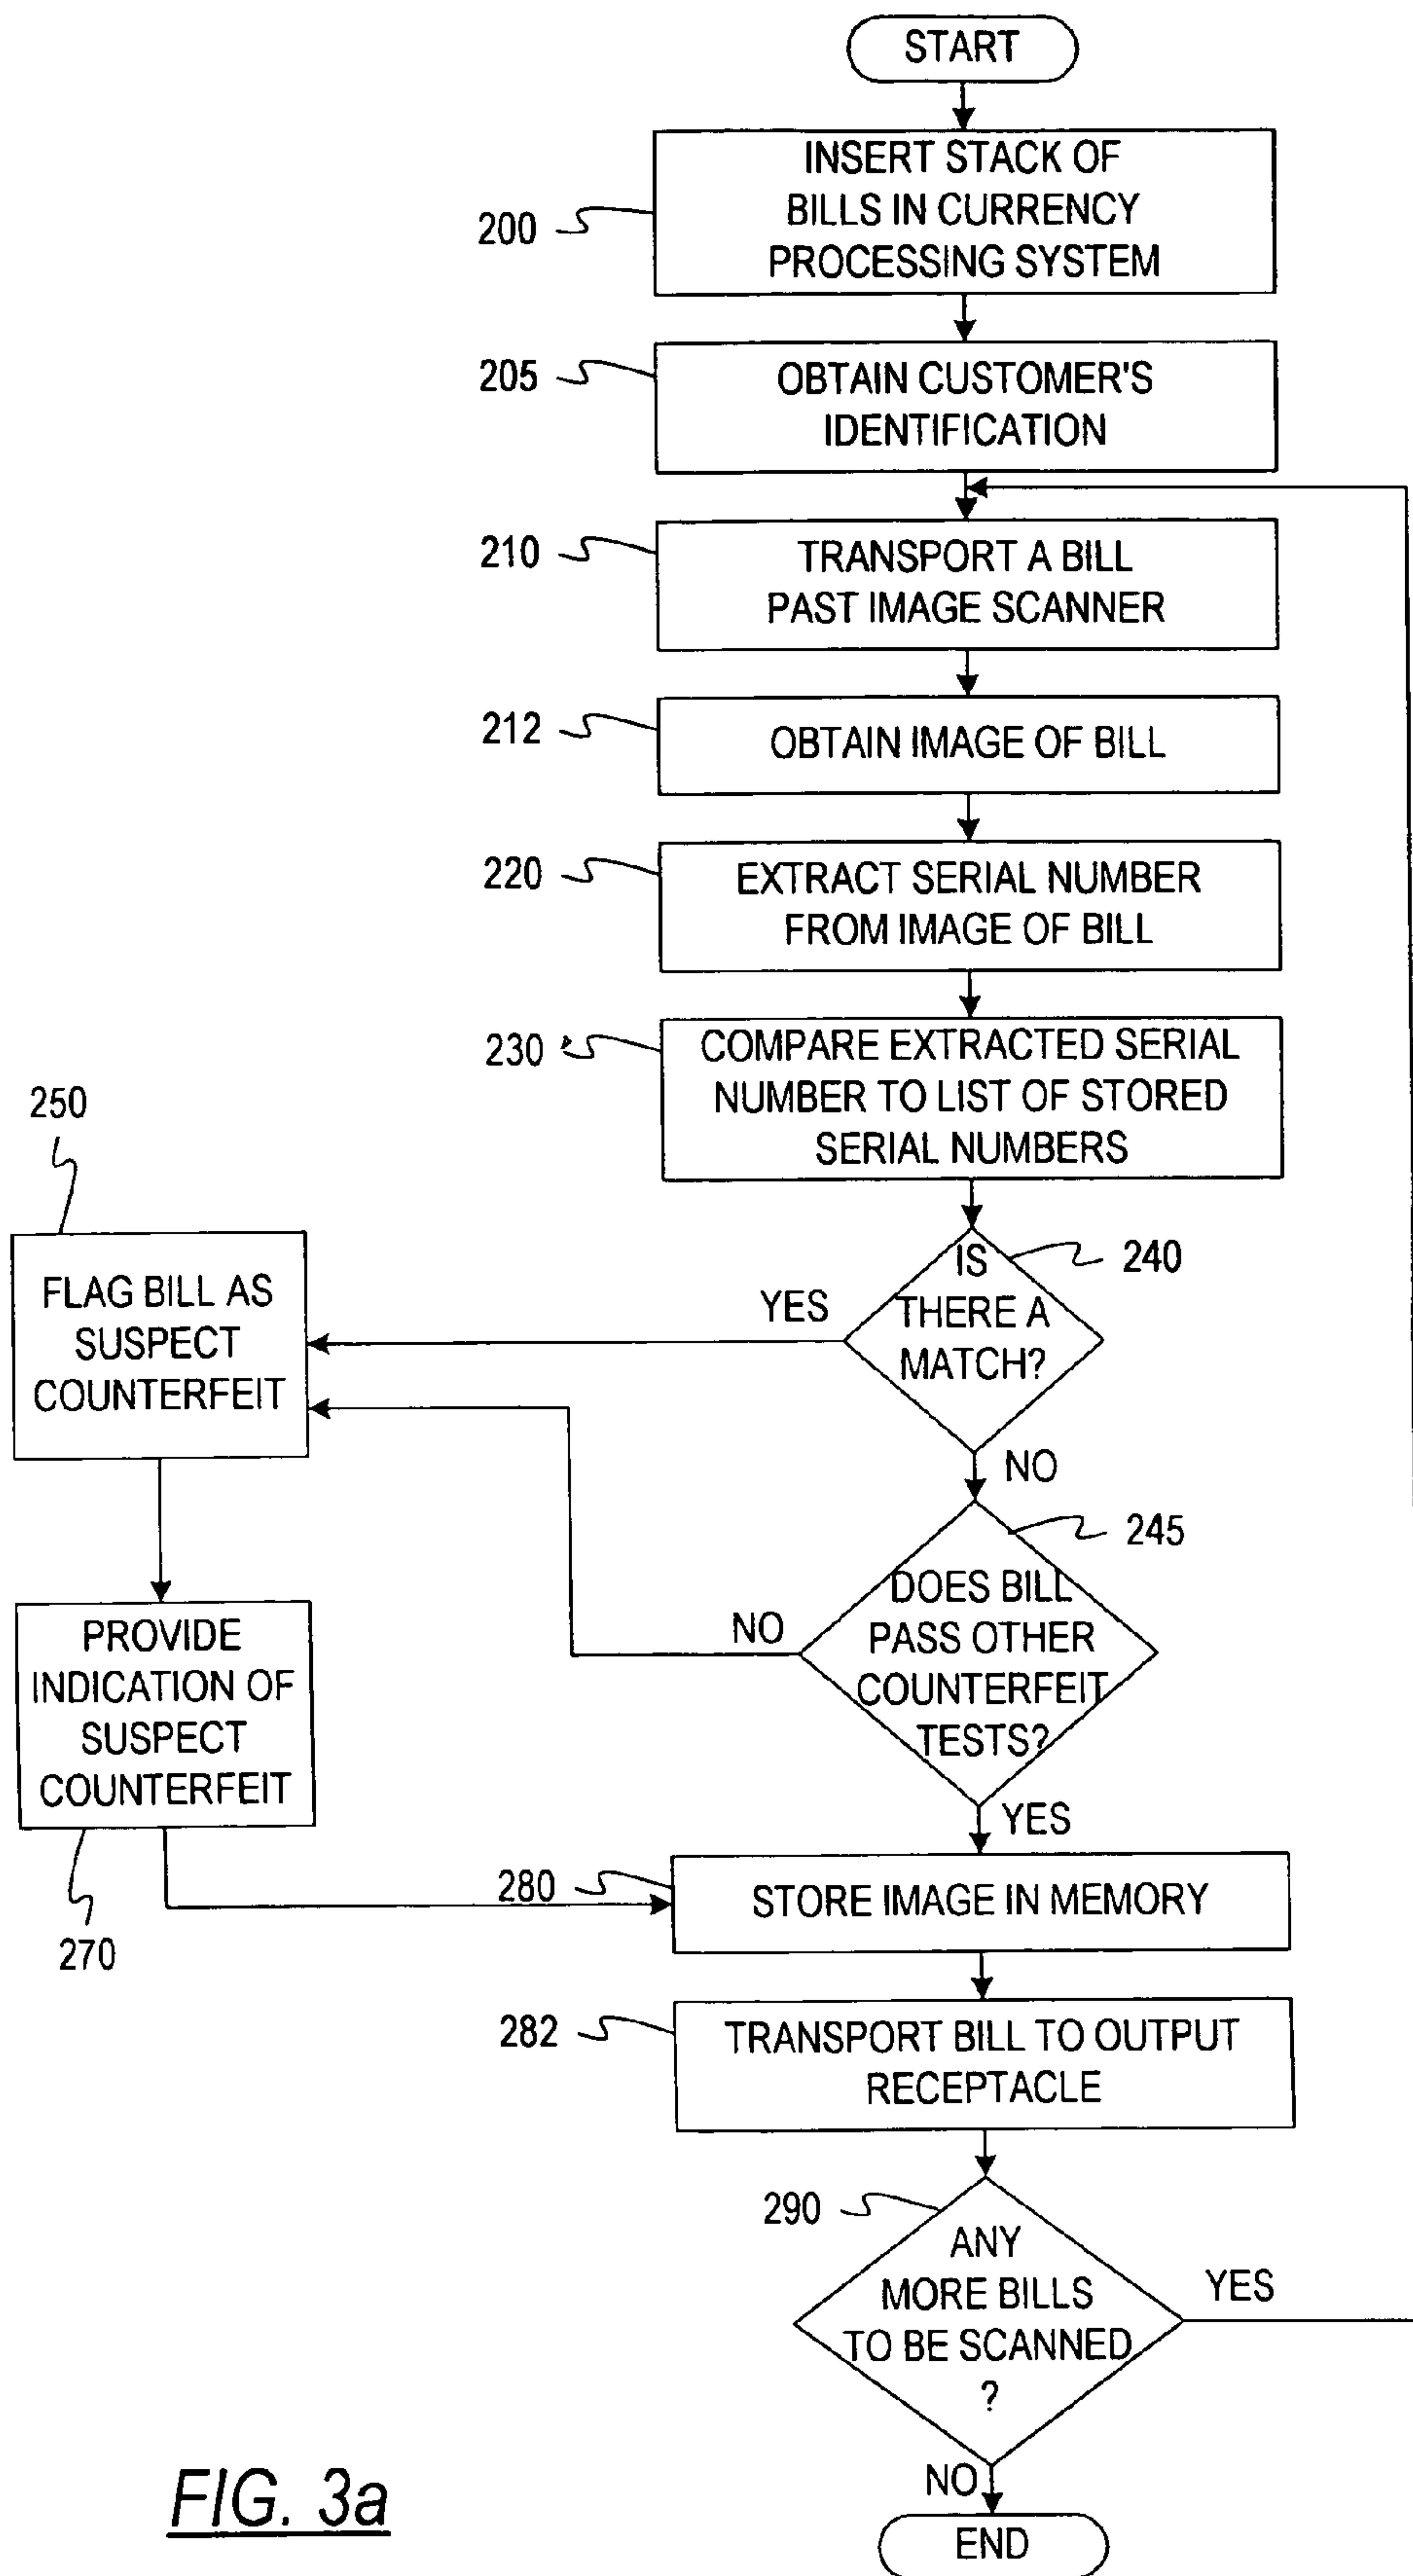 START
INSERT STACK OF
BILLS IN CURRENCY
PROCESSING SYSTEM
200
OBTAIN CUSTOMER'S
IDENTIFICATION
205
TRANSPORT A BILL
PAST IMAGE SCANNER
210
OBTAIN IMAGE OF BILL
212
EXTRACT SERIAL NUMBER
FROM IMAGE OF BILL
220
COMPARE EXTRACTED SERIAL
NUMBER TO LIST OF STORED
SERIAL NUMBERS
230
IS
THERE A
MATCH?
240
YES
NO
250
FLAG BILL AS
SUSPECT
COUNTERFEIT
DOES BILL
PASS OTHER
COUNTERFEIT
TESTS?
245
NO
YES
PROVIDE
INDICATION OF
SUSPECT
COUNTERFEIT
270
STORE IMAGE IN MEMORY
280
TRANSPORT BILL TO OUTPUT
RECEPTACLE
282
ANY
MORE BILLS
TO BE SCANNED
?
290
YES
NO
END
FIG. 3a